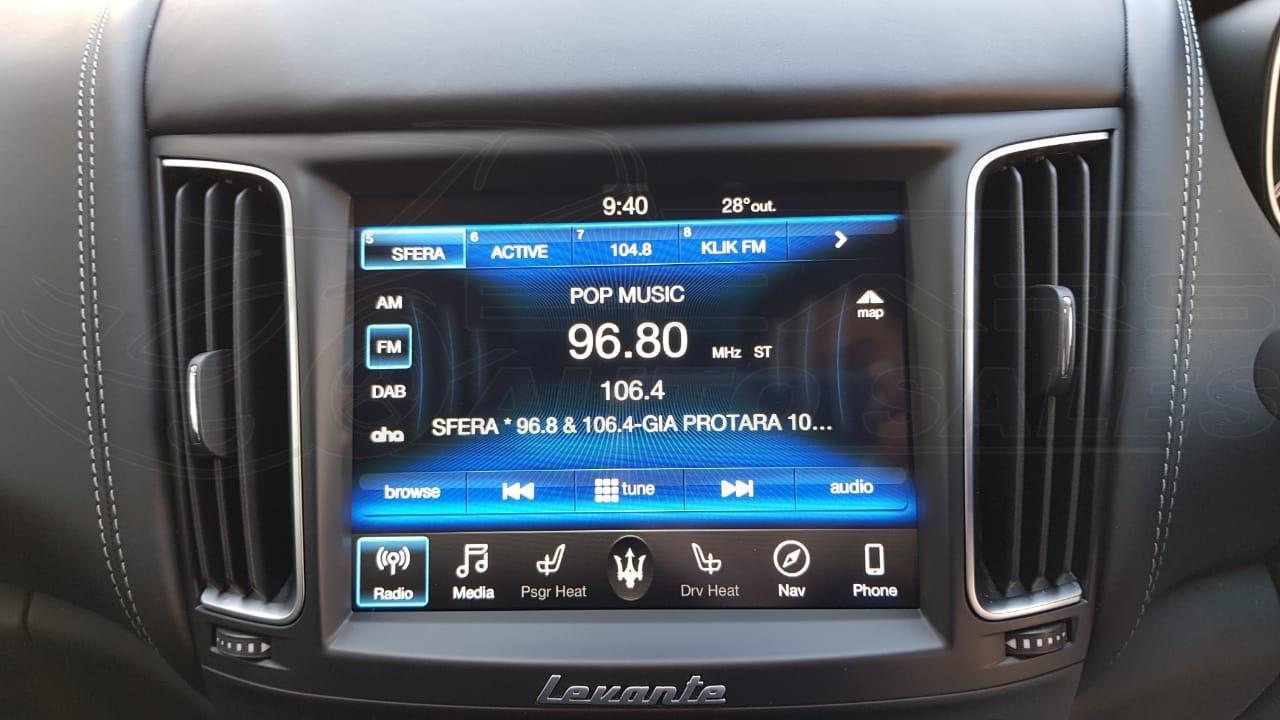 9:40 28° out.
5 SFERA 6 ACTIVE 7 104.8 8 KLIK FM
AM
POP MUSIC
map
FM
96.80 MHz ST
DAB
106.4
aha
SFERA * 96.8 & 106.4-GIA PROTARA 10...
browse tune audio
Radio Media Psgr Heat Drv Heat Nav Phone
Levante
AUTO SALES